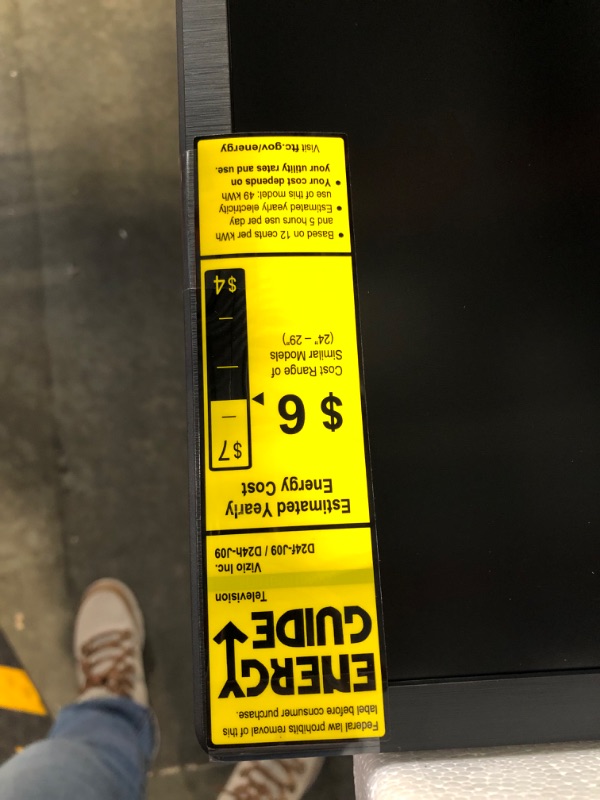 Federal law prohibits removal of this
label before consumer purchase.
ENERGY
GUIDE
Television
Vizio Inc.
D24f-J09 / D24h-J09
Estimated Yearly
Energy Cost
$ 6
$7
Cost Range of
Similar Models
(24" – 29")
$4
• Based on 12 cents per kWh
and 5 hours use per day
• Estimated yearly electricity
use of this model: 49 kWh
• Your cost depends on
your utility rates and use.
Visit ftc.gov/energy